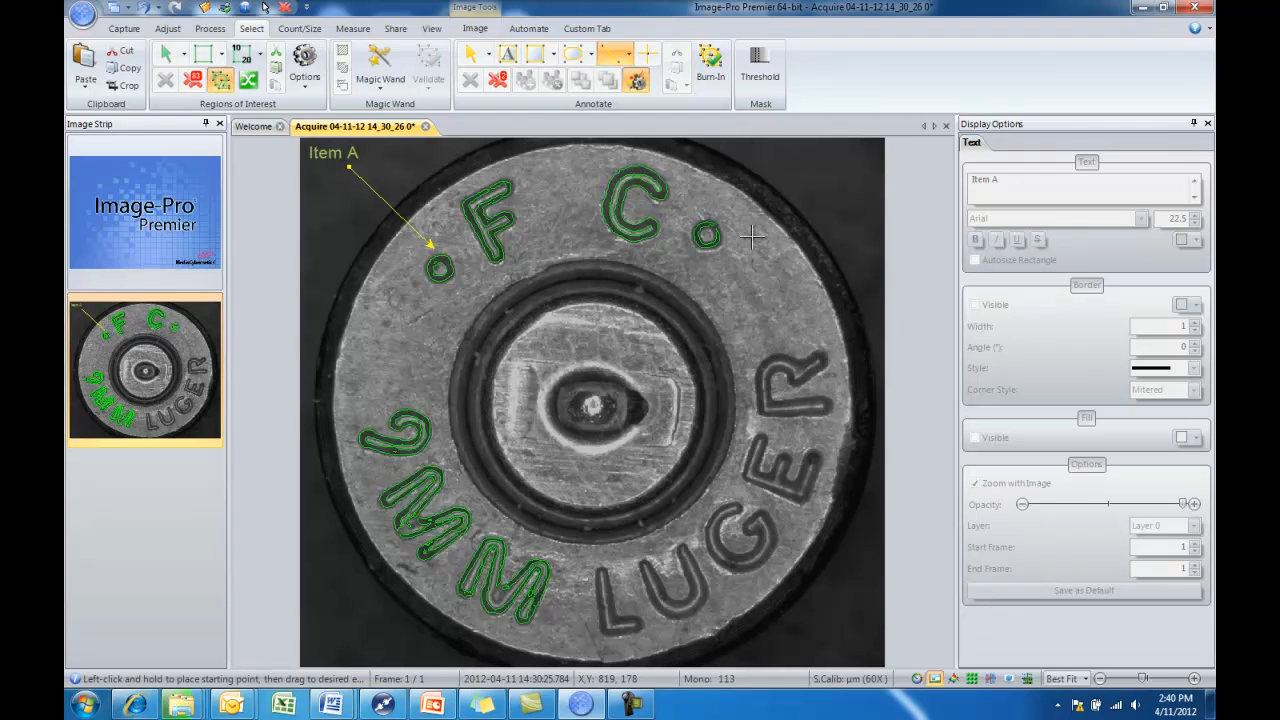 Image Tools
Image-Pro Premier 64-bit - Acquire 04-11-12 14_30_26 0*
Capture Adjust Process Select Count/Size Measure Share View Image Automate Custom Tab
Paste
Cut
Copy
Crop
Clipboard
10
20
83
Options
Regions of Interest
Magic Wand
Validate
Magic Wand
A
2
Annotate
Burn-In
Threshold
Mask
Image Strip
Welcome
Acquire 04-11-12 14_30_26 0*
Image-Pro
Premier
MediaCybernetics
Item A
.F C.
9MM LUGER
Display Options
Text
Text
Item A
Arial
22.5
B I U S
Autosize Rectangle
Border
Visible
Width: 1
Angle (°): 0
Style:
Corner Style: Mitered
Fill
Visible
Options
Zoom with Image
Opacity:
Layer: Layer 0
Start Frame: 1
End Frame: 1
Save as Default
Left-click and hold to place starting point, then drag to desired e...
Frame: 1 / 1
2012-04-11 14:30:25.784
X,Y: 819, 178
Mono: 113
S.Calib: µm (60X)
Best Fit
2:40 PM
4/11/2012